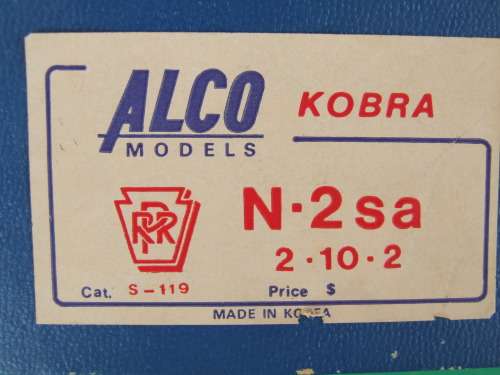 ALCO
MODELS
KOBRA
PRR
N·2sa
2·10·2
Cat. S-119 Price $
MADE IN KOREA